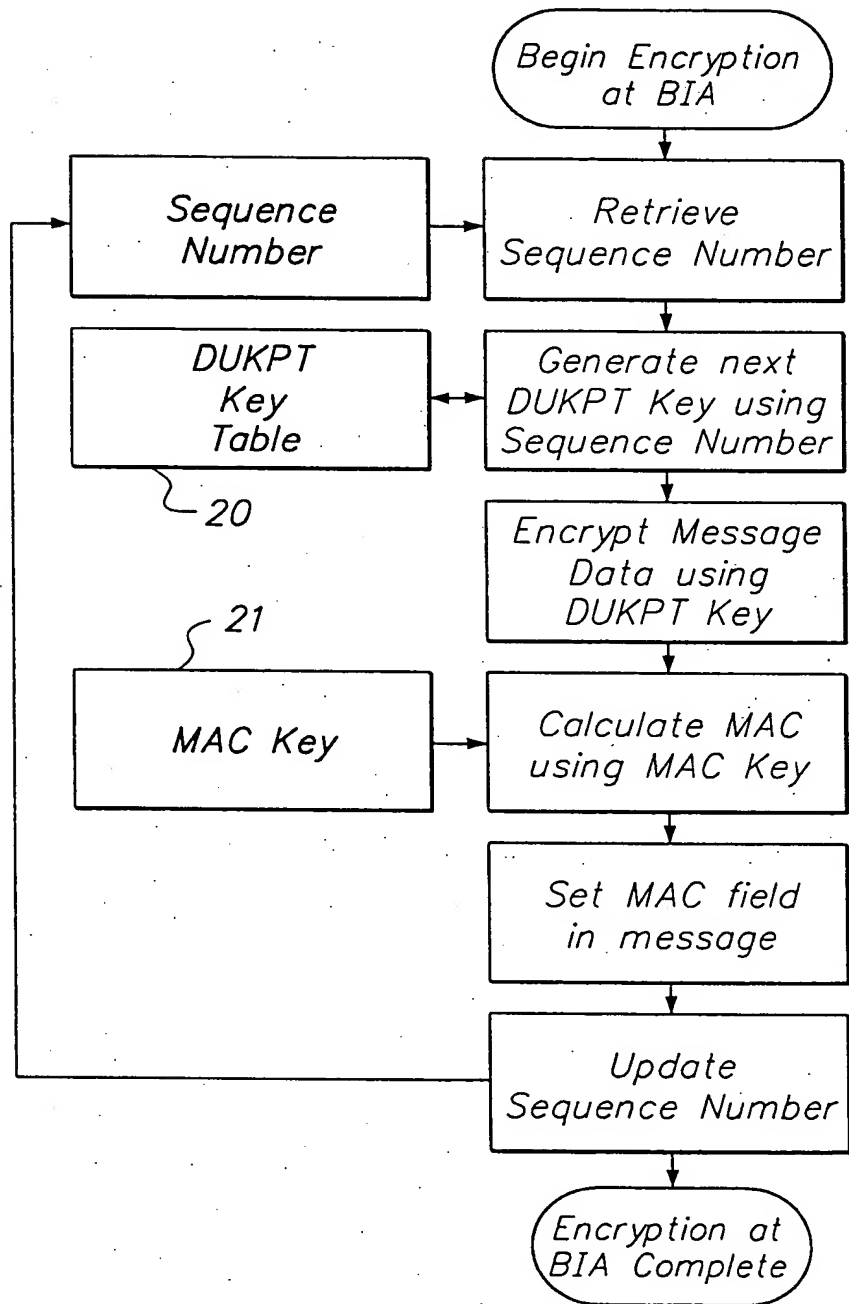 Begin Encryption
at BIA
Sequence
Number
Retrieve
Sequence Number
DUKPT
Key
Table
20
Generate next
DUKPT Key using
Sequence Number
Encrypt Message
Data using
DUKPT Key
21
MAC Key
Calculate MAC
using MAC Key
Set MAC field
in message
Update
Sequence Number
Encryption at
BIA Complete